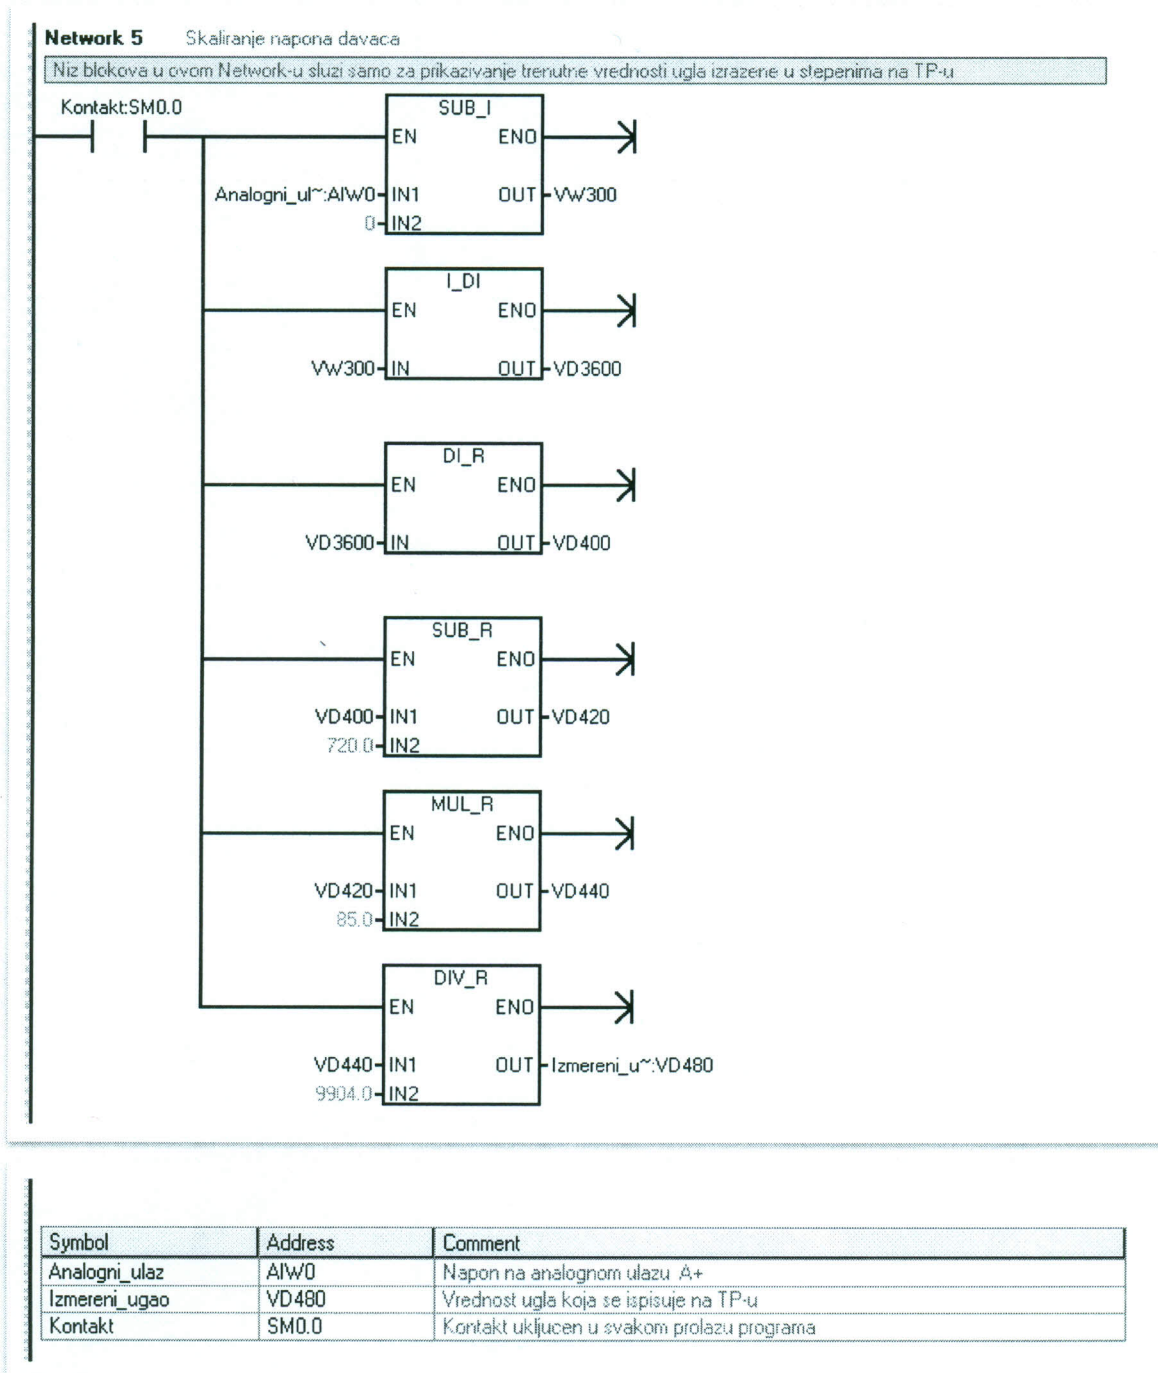 Network 5 Skaliranje napona davaca
Niz blokova u ovom Network-u sluzi samo za prikazivanje trenutne vrednosti ugla izrazene u stepenima na TP-u
Kontakt:SM0.0
SUB_I
EN ENO
Analogni_ul~:AIW0 IN1 OUT VW300
0 IN2
I_DI
EN ENO
VW300 IN OUT VD3600
DI_R
EN ENO
VD3600 IN OUT VD400
SUB_R
EN ENO
VD400 IN1 OUT VD420
720.0 IN2
MUL_R
EN ENO
VD420 IN1 OUT VD440
85.0 IN2
DIV_R
EN ENO
VD440 IN1 OUT Izmereni_u~:VD480
9904.0 IN2
Symbol Address Comment
Analogni_ulaz AIW0 Napon na analognom ulazu A+
Izmereni_ugao VD480 Vrednost ugla koja se ispisuje na TP-u
Kontakt SM0.0 Kontakt ukljucen u svakom prolazu programa